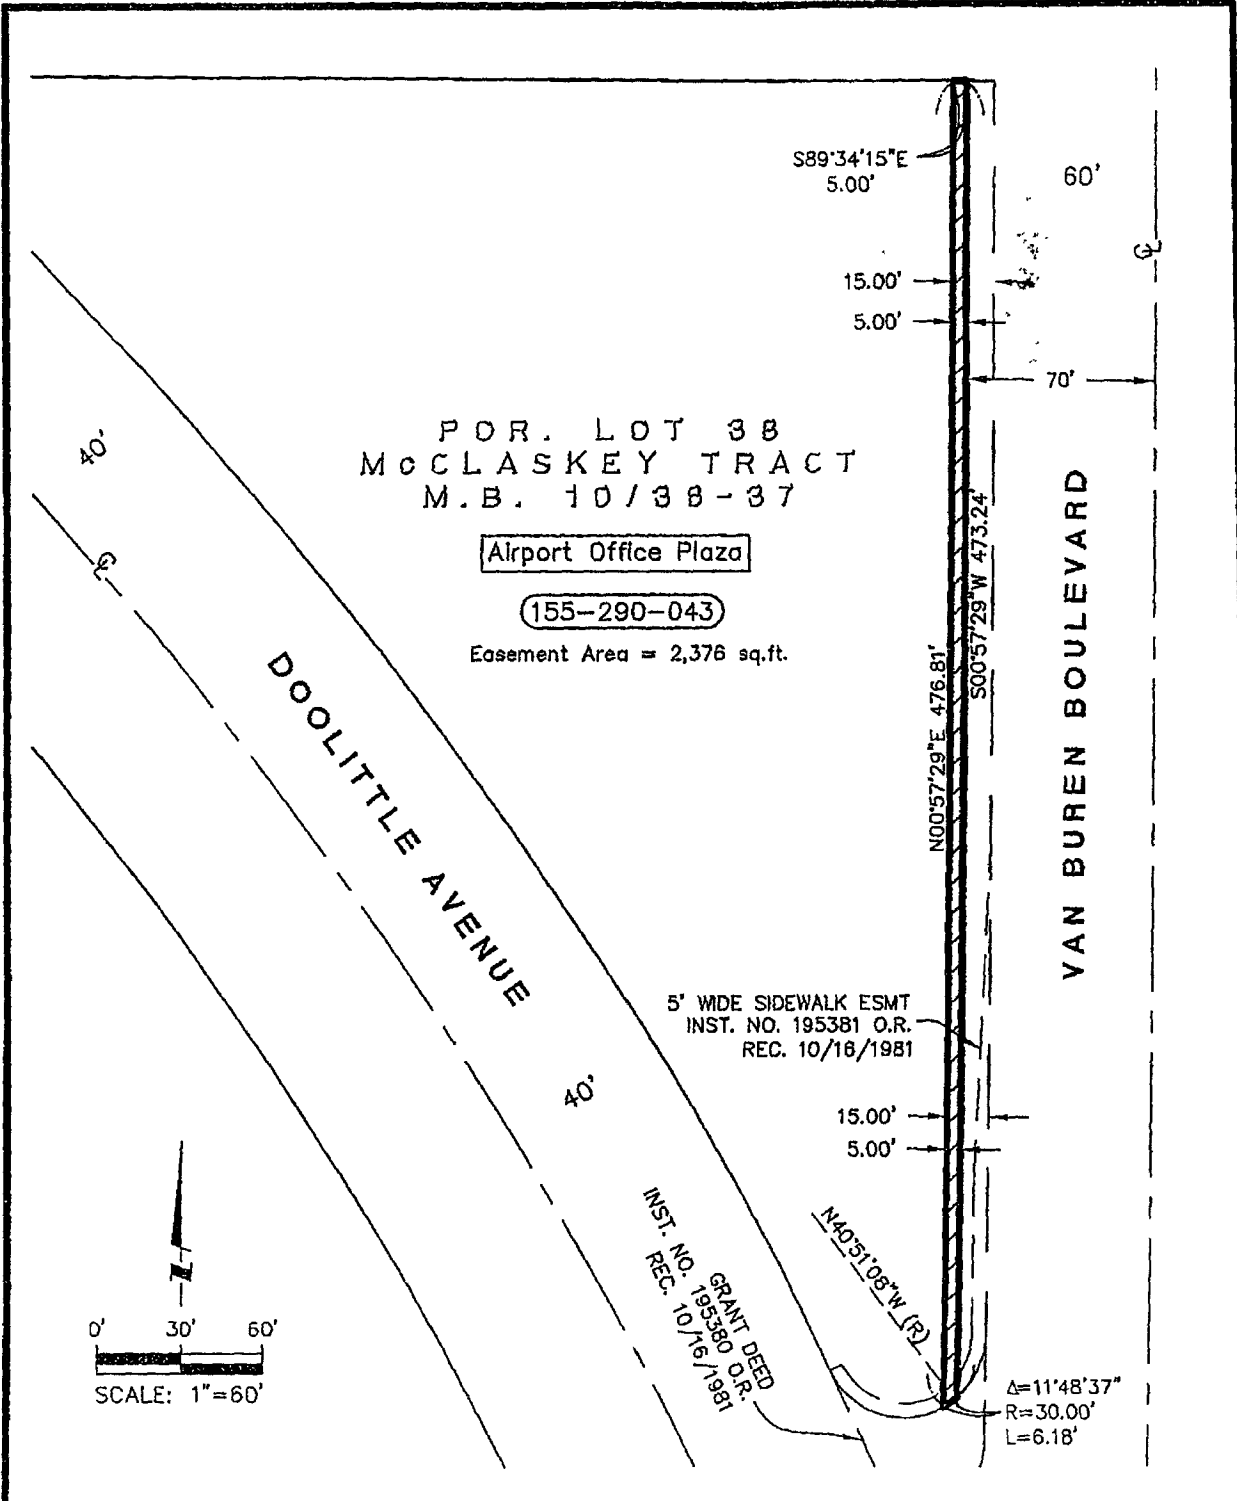 S89°34'15"E
5.00'
60'
℄
15.00'
5.00'
70'
40'
POR. LOT 38
McCLASKEY TRACT
M.B. 10/36-37
Airport Office Plaza
155-290-043
Easement Area = 2,376 sq.ft.
℄
DOOLITTLE AVENUE
N00°57'29"E 476.81'
S00°57'29"W 473.24'
VAN BUREN BOULEVARD
5' WIDE SIDEWALK ESMT
INST. NO. 195381 O.R.
REC. 10/16/1981
40'
15.00'
5.00'
N40°51'08"W (R)
GRANT DEED
INST. NO. 195380 O.R.
REC. 10/16/1981
Δ=11°48'37"
R=30.00'
L=6.18'
0' 30' 60'
SCALE: 1"=60'